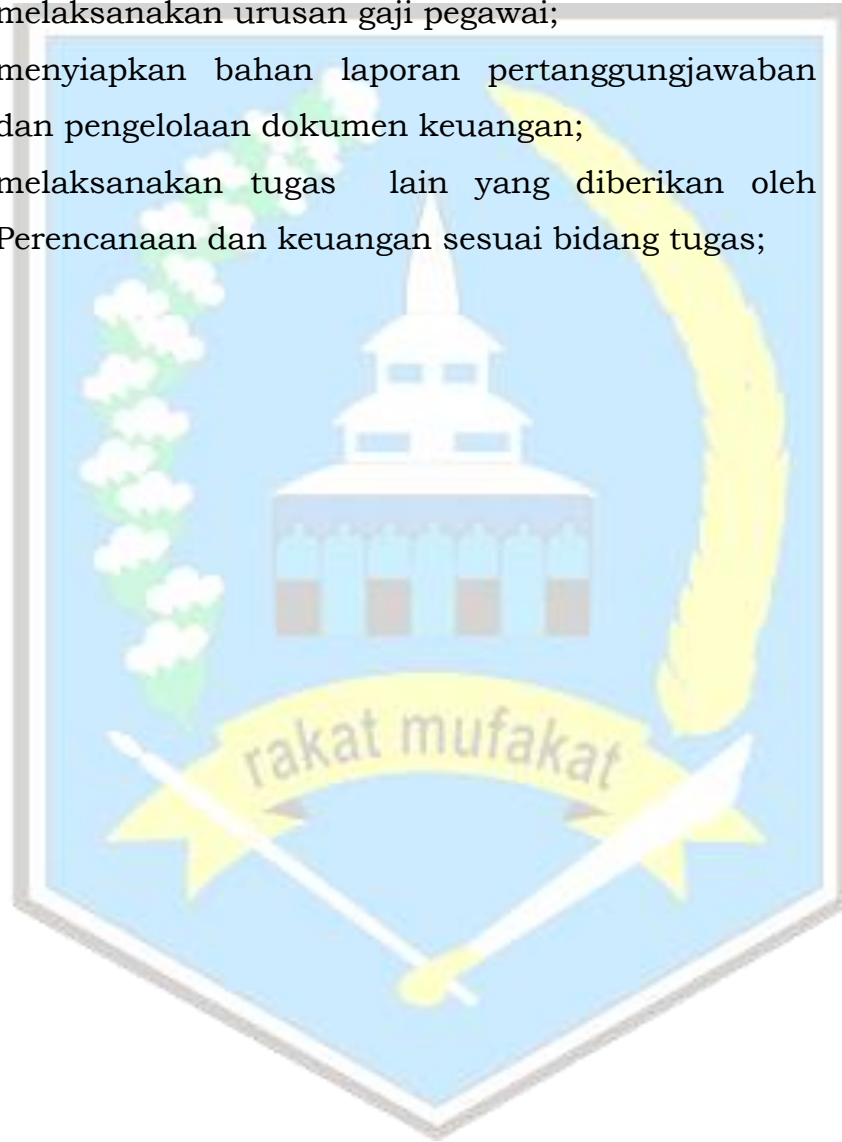 melaksanakan urusan gaji pegawai;
menyiapkan bahan laporan pertanggungjawaban
dan pengelolaan dokumen keuangan;
melaksanakan tugas lain yang diberikan oleh
Perencanaan dan keuangan sesuai bidang tugas;
rakat mufakat